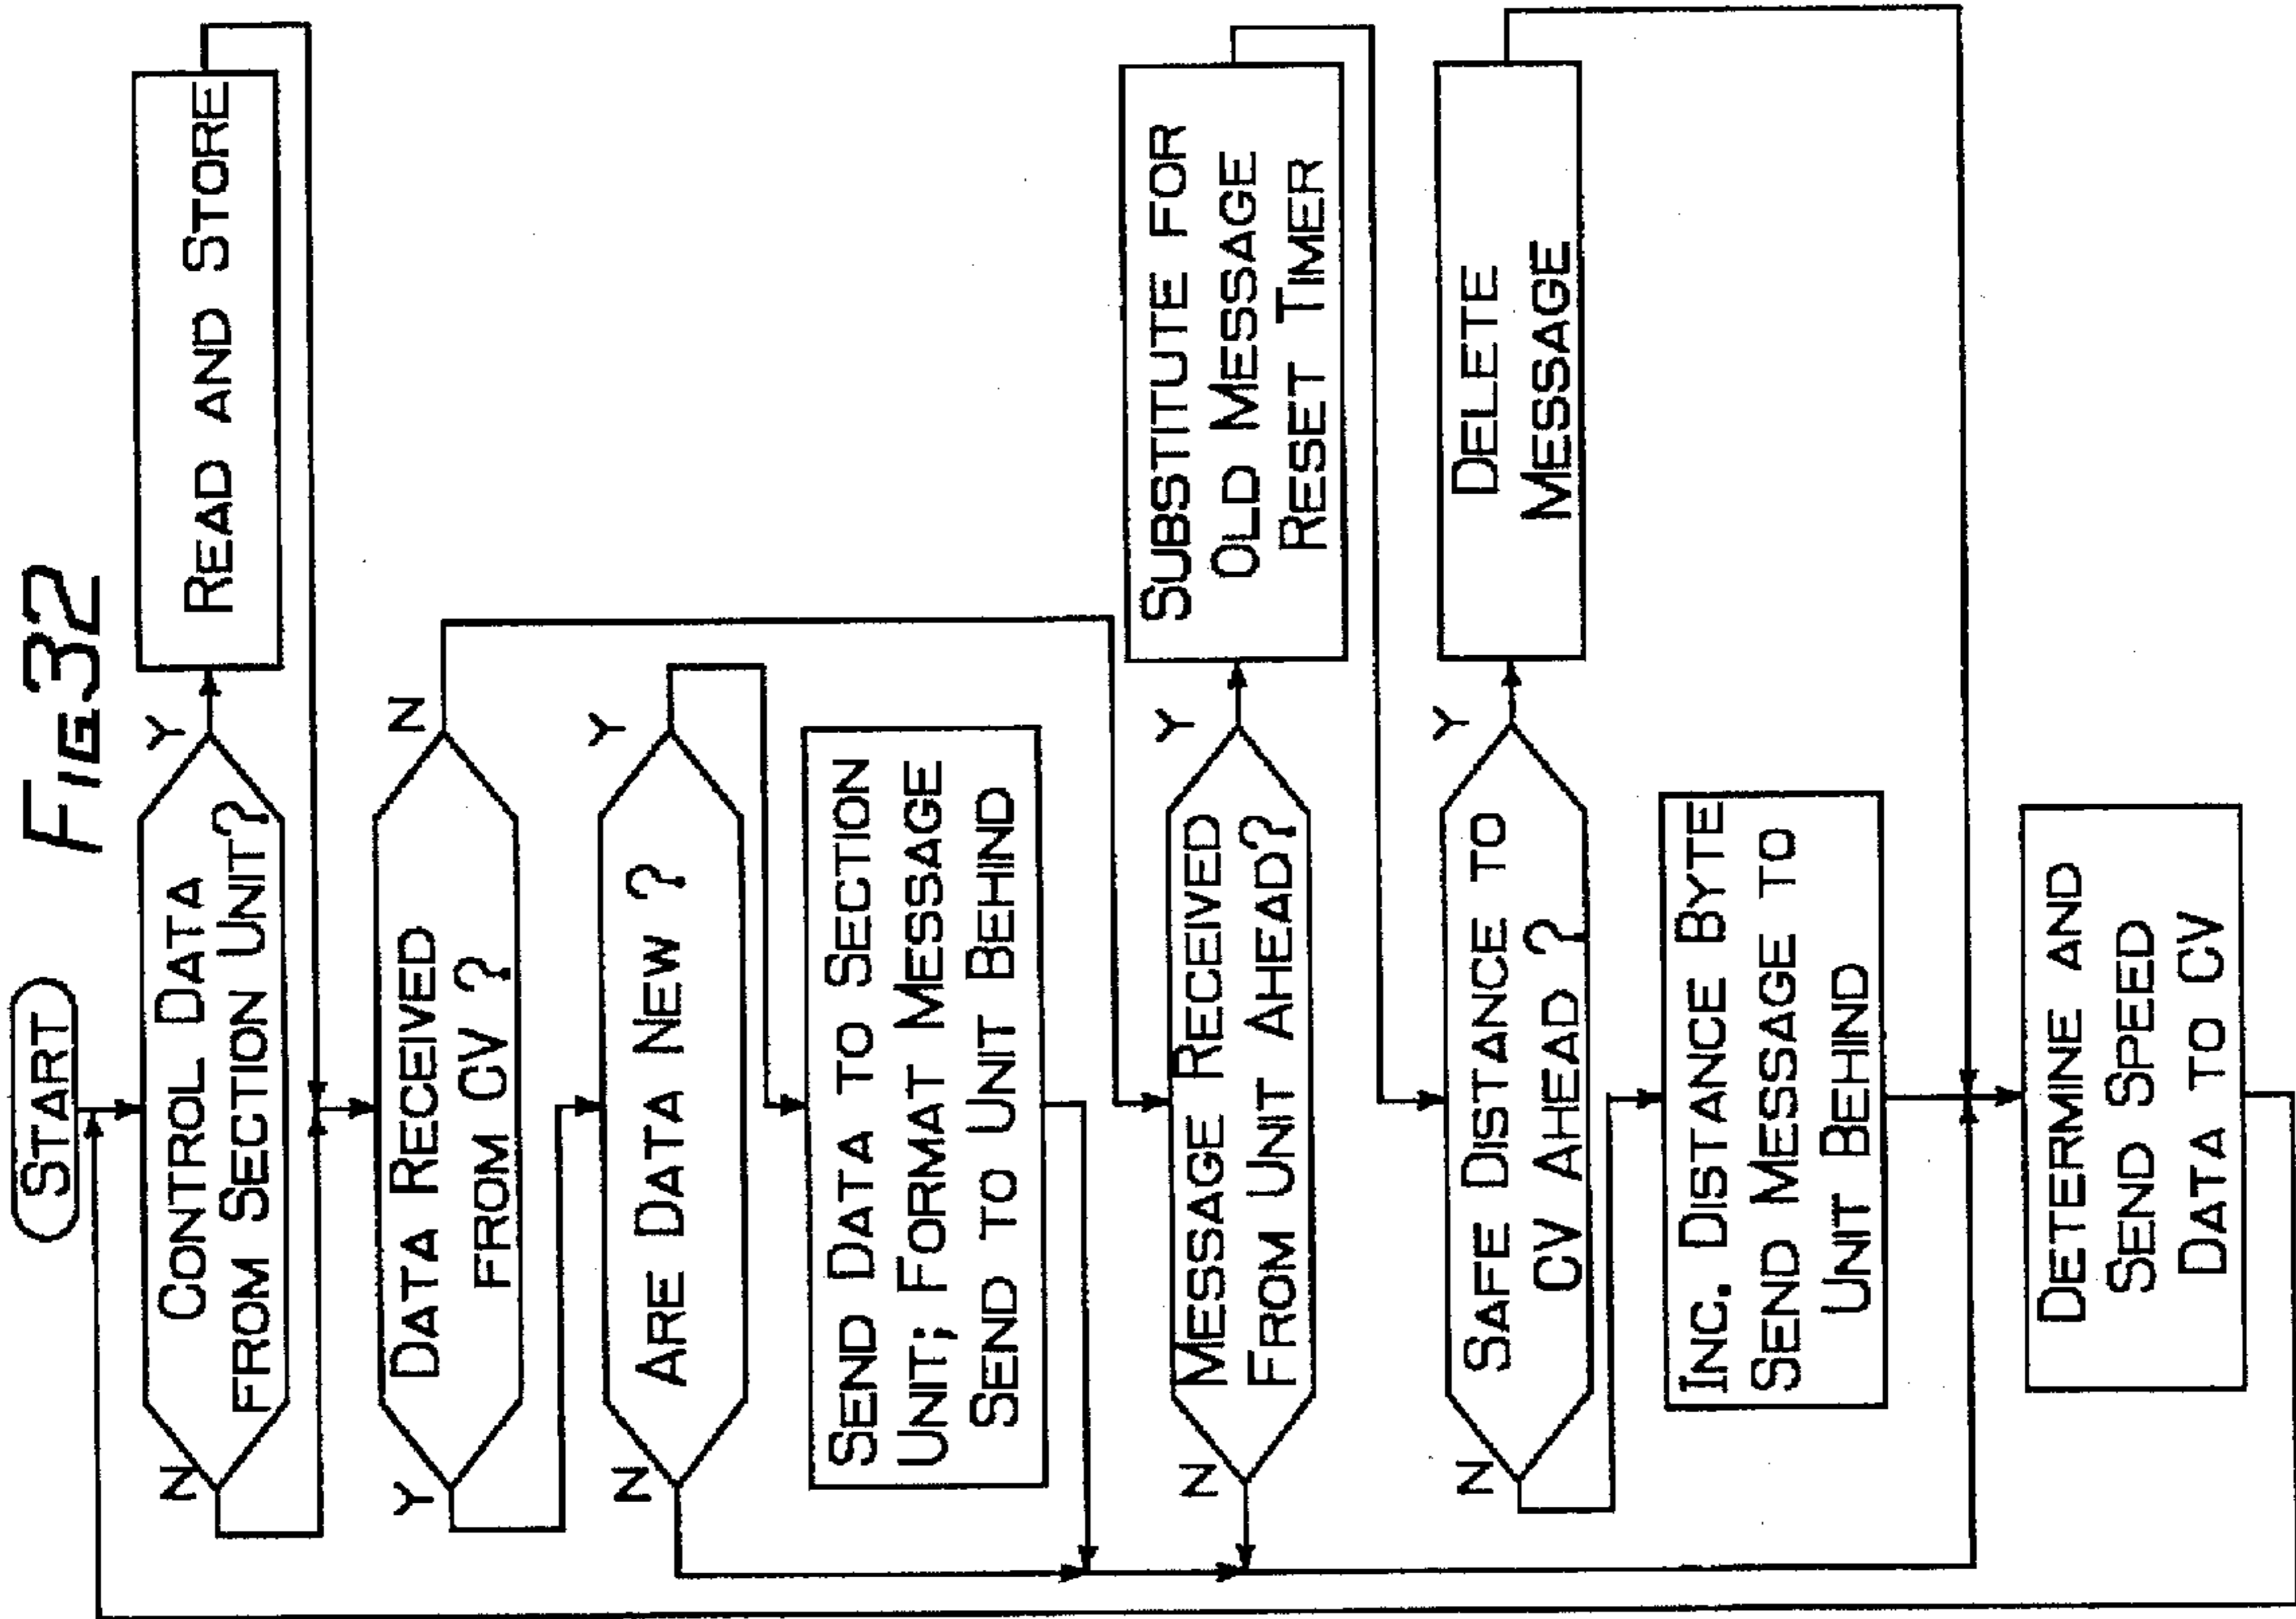 FIG.32
START
CONTROL DATA
FROM SECTION UNIT?
N
Y
READ AND STORE
DATA RECEIVED
FROM CV ?
Y
N
ARE DATA NEW ?
N
Y
SEND DATA TO SECTION
UNIT; FORMAT MESSAGE
SEND TO UNIT BEHIND
MESSAGE RECEIVED
FROM UNIT AHEAD?
N
Y
SUBSTITUTE FOR
OLD MESSAGE
RESET TIMER
SAFE DISTANCE TO
CV AHEAD ?
N
Y
DELETE
MESSAGE
INC. DISTANCE BYTE
SEND MESSAGE TO
UNIT BEHIND
DETERMINE AND
SEND SPEED
DATA TO CV